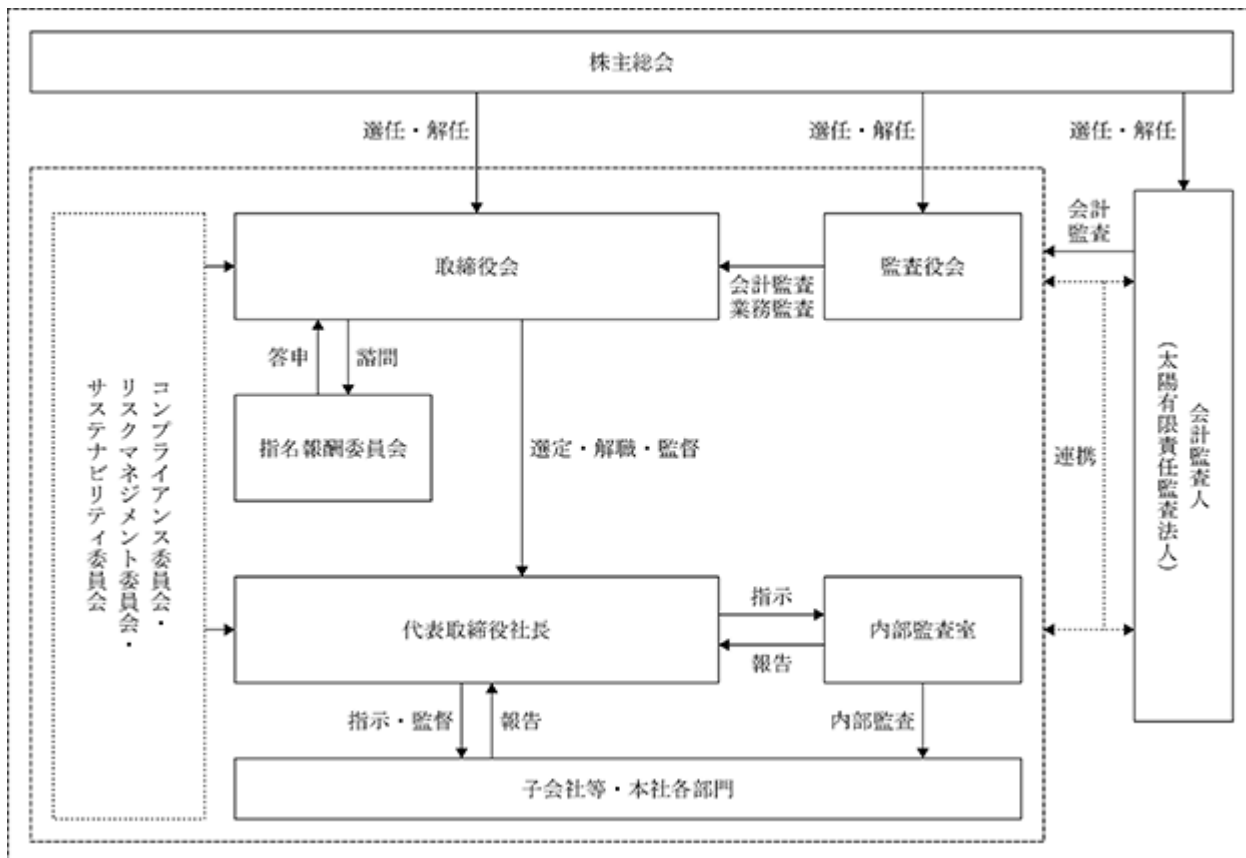 株主総会
選任・解任
選任・解任
選任・解任
取締役会
監査役会
会計
監査
会計監査
業務監査
答申
諮問
指名報酬委員会
選定・解職・監督
連携
コンプライアンス委員会・
リスクマネジメント委員会・
サステナビリティ委員会
会計監査人
（太陽有限責任監査法人）
代表取締役社長
指示
報告
内部監査室
指示・監督
報告
内部監査
子会社等・本社各部門